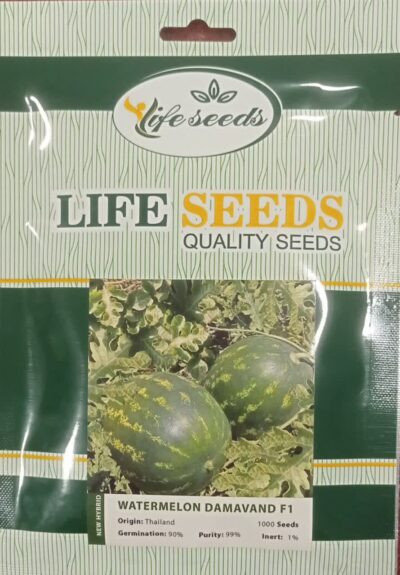 Life seeds
LIFE SEEDS
QUALITY SEEDS
NEW HYBRID
WATERMELON DAMAVAND F1
Origin: Thailand 1000 Seeds
Germination: 90% Purity: 99% Inert: 1%